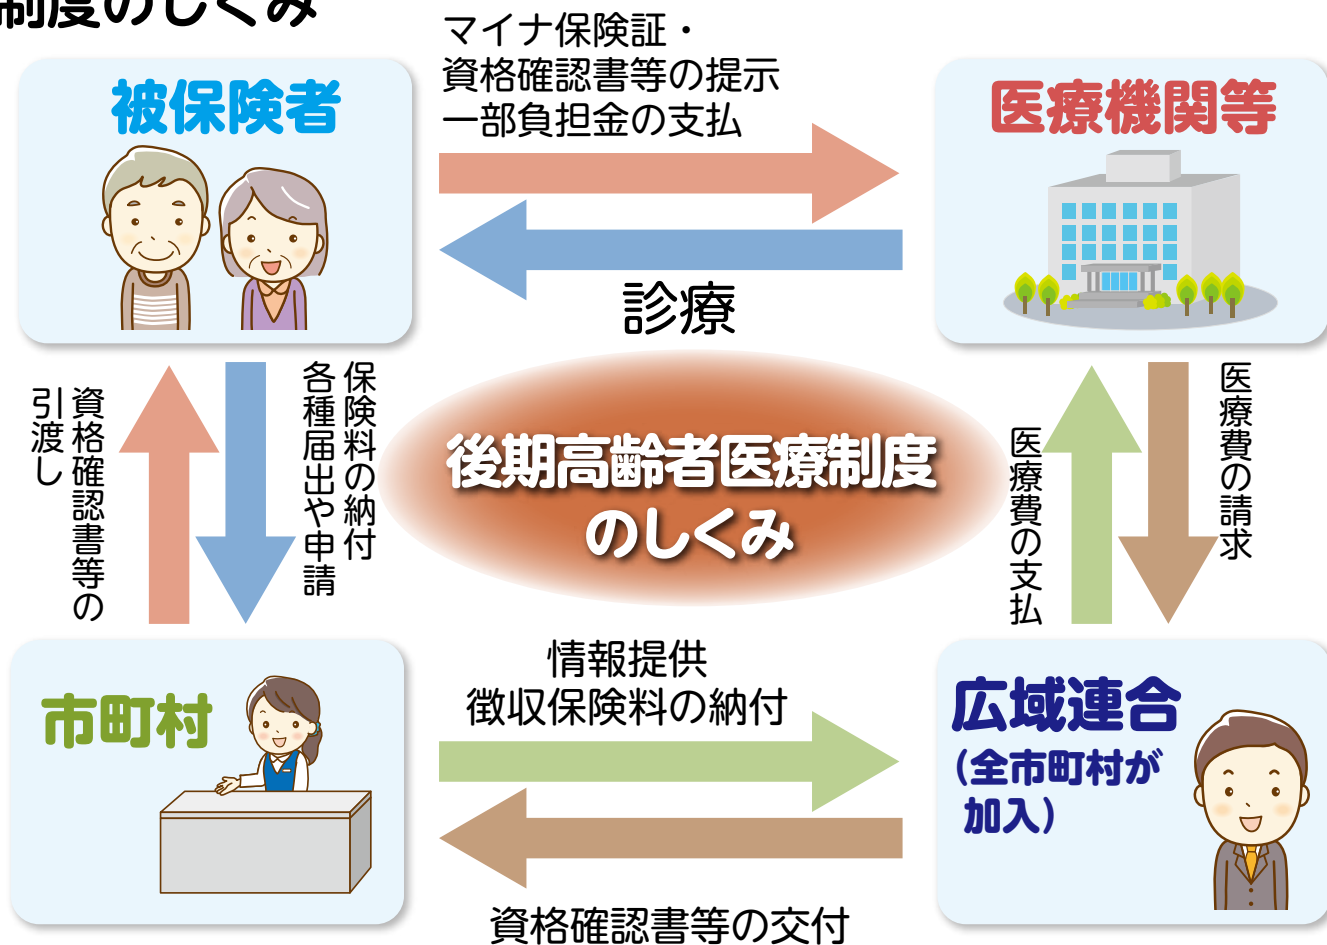 制度のしくみ
マイナ保険証・
資格確認書等の提示
一部負担金の支払
被保険者
医療機関等
診療
資格確認書等の
引渡し
保険料の納付
各種届出や申請
後期高齢者医療制度
のしくみ
医療費の支払
医療費の請求
市町村
情報提供
徴収保険料の納付
広域連合
(全市町村が
加入)
資格確認書等の交付